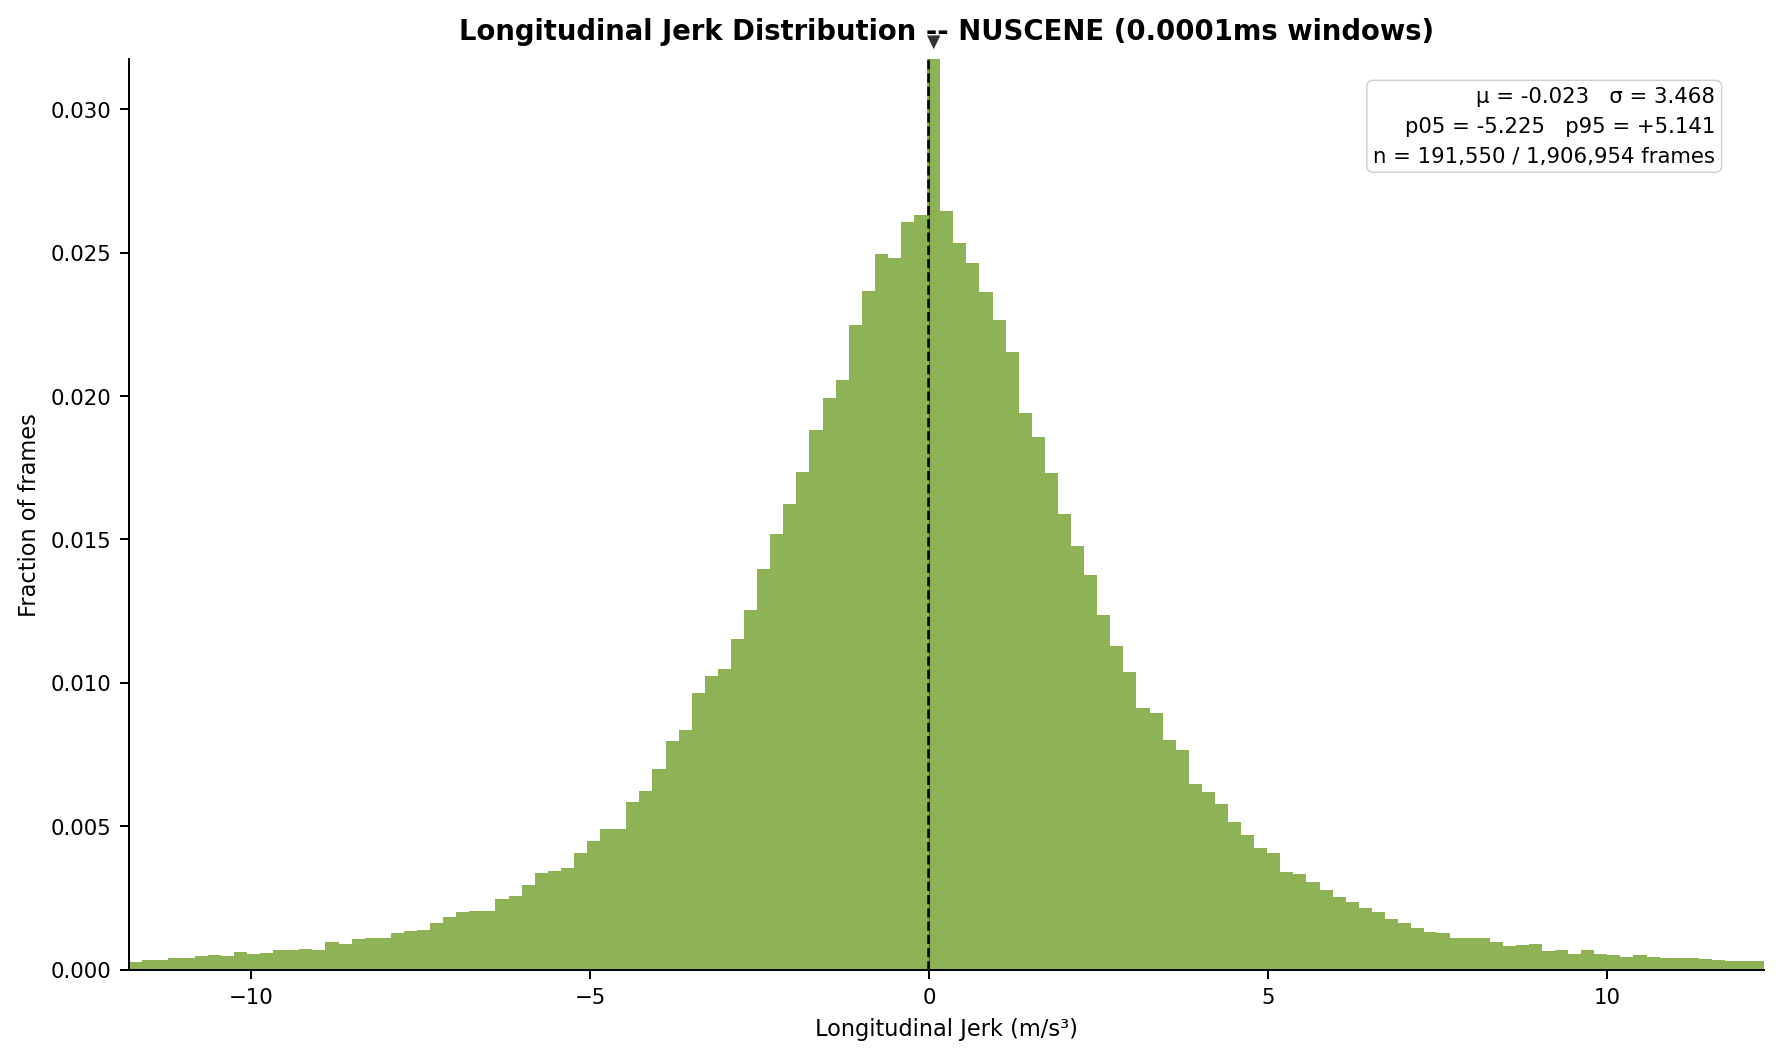 Longitudinal Jerk Distribution -- NUSCENE (0.0001ms windows)
μ = -0.023   σ = 3.468
p05 = -5.225   p95 = +5.141
n = 191,550 / 1,906,954 frames
Fraction of frames
0.030
0.025
0.020
0.015
0.010
0.005
0.000
−10
−5
0
5
10
Longitudinal Jerk (m/s³)